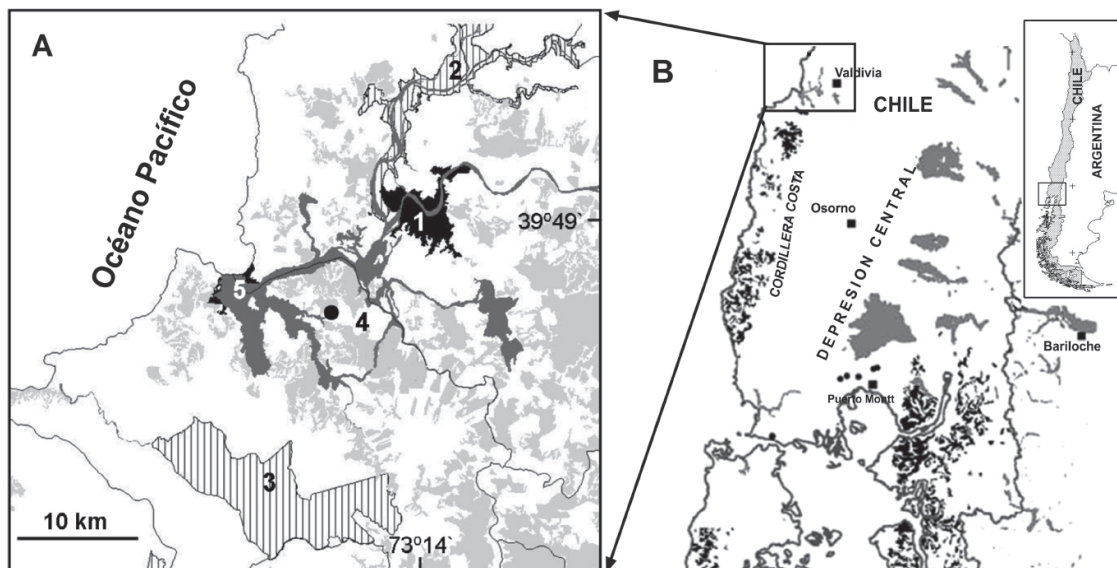 A
Océano Pacífico
2
1
39º49`
5
4
3
10 km
73º14`
B
Valdivia
CHILE
CORDILLERA COSTA
Osorno
DEPRESION CENTRAL
Puerto Montt
Bariloche
CHILE
ARGENTINA